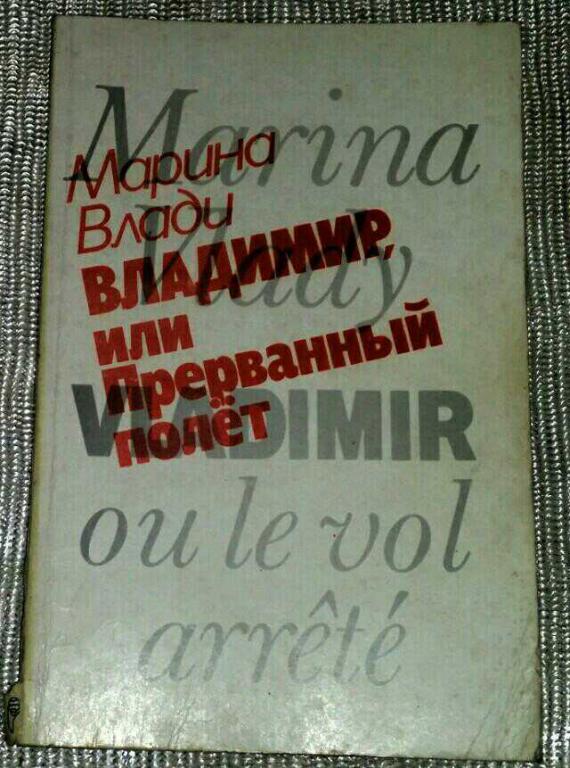 Marina
Vlady
VLADIMIR
ou le vol
arrêté
Марина
Влади
ВЛАДИМИР,
или
Прерванный
полёт